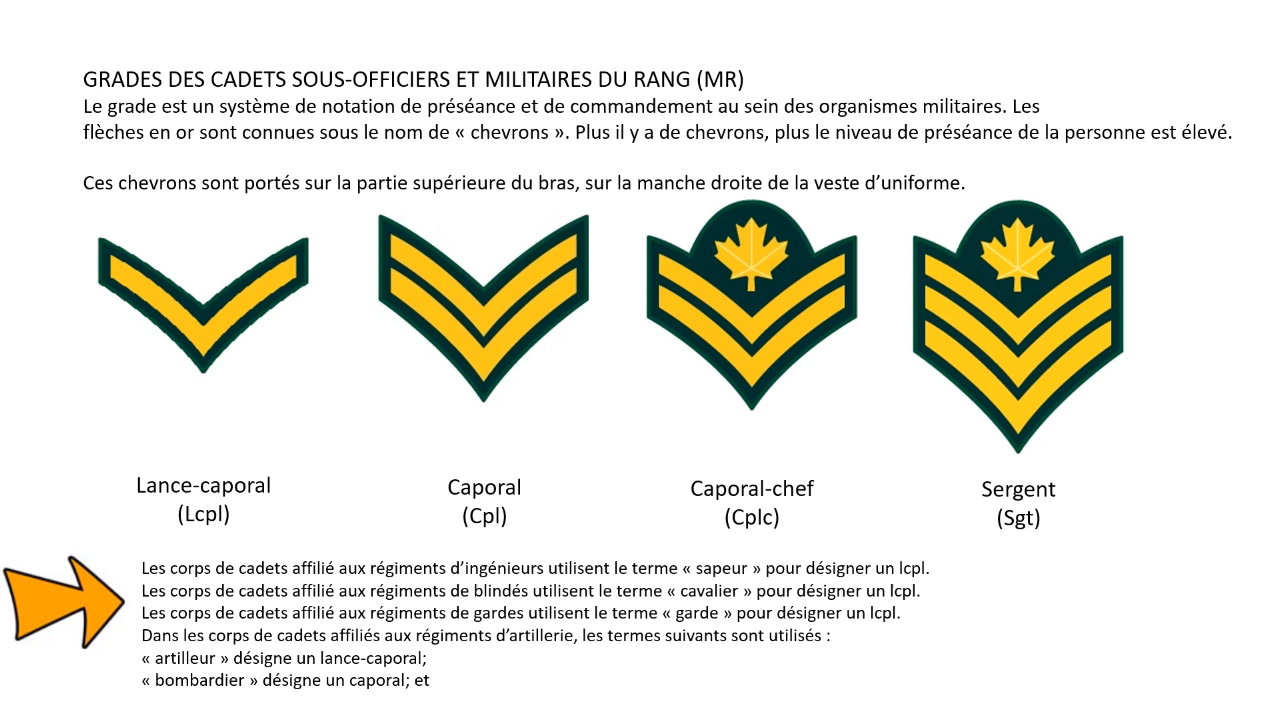 GRADES DES CADETS SOUS-OFFICIERS ET MILITAIRES DU RANG (MR)
Le grade est un système de notation de préséance et de commandement au sein des organismes militaires. Les
flèches en or sont connues sous le nom de « chevrons ». Plus il y a de chevrons, plus le niveau de préséance de la personne est élevé.
Ces chevrons sont portés sur la partie supérieure du bras, sur la manche droite de la veste d’uniforme.
Lance-caporal
(Lcpl)
Caporal
(Cpl)
Caporal-chef
(Cplc)
Sergent
(Sgt)
Les corps de cadets affilié aux régiments d’ingénieurs utilisent le terme « sapeur » pour désigner un lcpl.
Les corps de cadets affilié aux régiments de blindés utilisent le terme « cavalier » pour désigner un lcpl.
Les corps de cadets affilié aux régiments de gardes utilisent le terme « garde » pour désigner un lcpl.
Dans les corps de cadets affiliés aux régiments d’artillerie, les termes suivants sont utilisés :
« artilleur » désigne un lance-caporal;
« bombardier » désigne un caporal; et